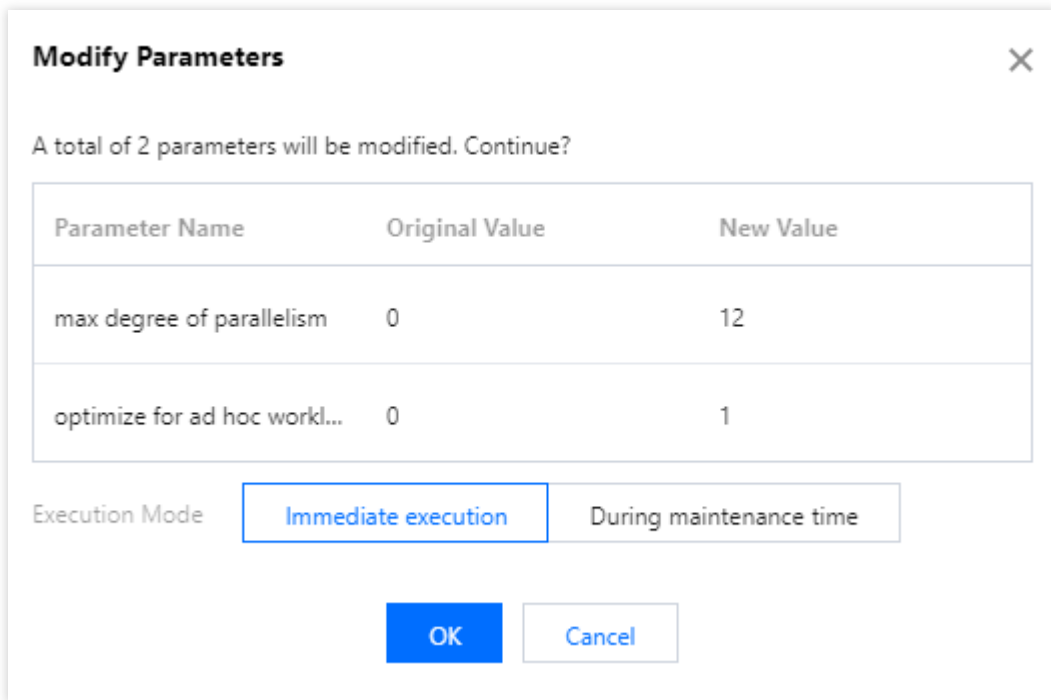 Modify Parameters
A total of 2 parameters will be modified. Continue?
Parameter Name Original Value New Value
max degree of parallelism 0 12
optimize for ad hoc workl... 0 1
Execution Mode Immediate execution During maintenance time
OK Cancel